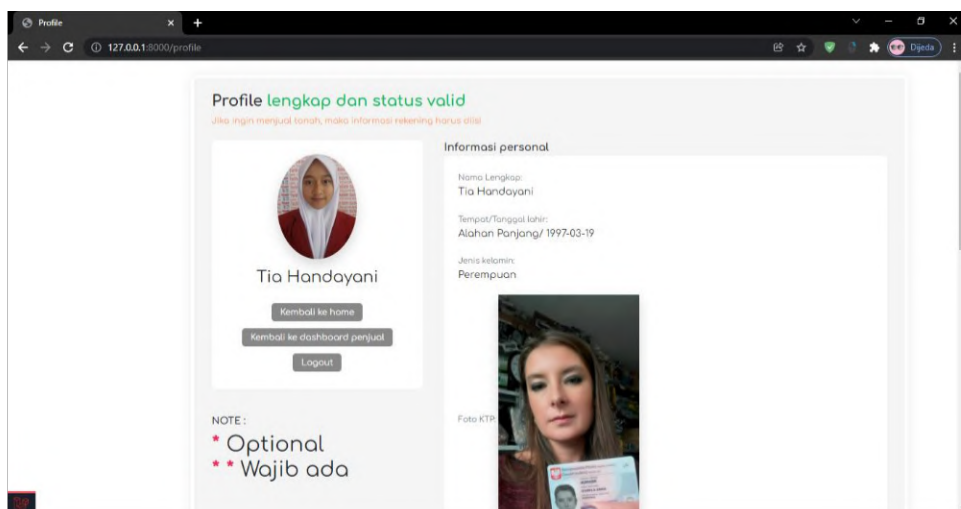 Profile
127.0.0.1:8000/profile
Dijeda
Profile lengkap dan status valid
Jika ingin menjual tanah, maka informasi rekening harus diisi
Informasi personal
Nama Lengkap:
Tia Handayani
Tempat/Tanggal lahir:
Alahan Panjang/ 1997-03-19
Jenis kelamin:
Perempuan
Tia Handayani
Kembali ke home
Kembali ke dashboard penjual
Logout
NOTE :
* Optional
* * Wajib ada
Foto KTP: